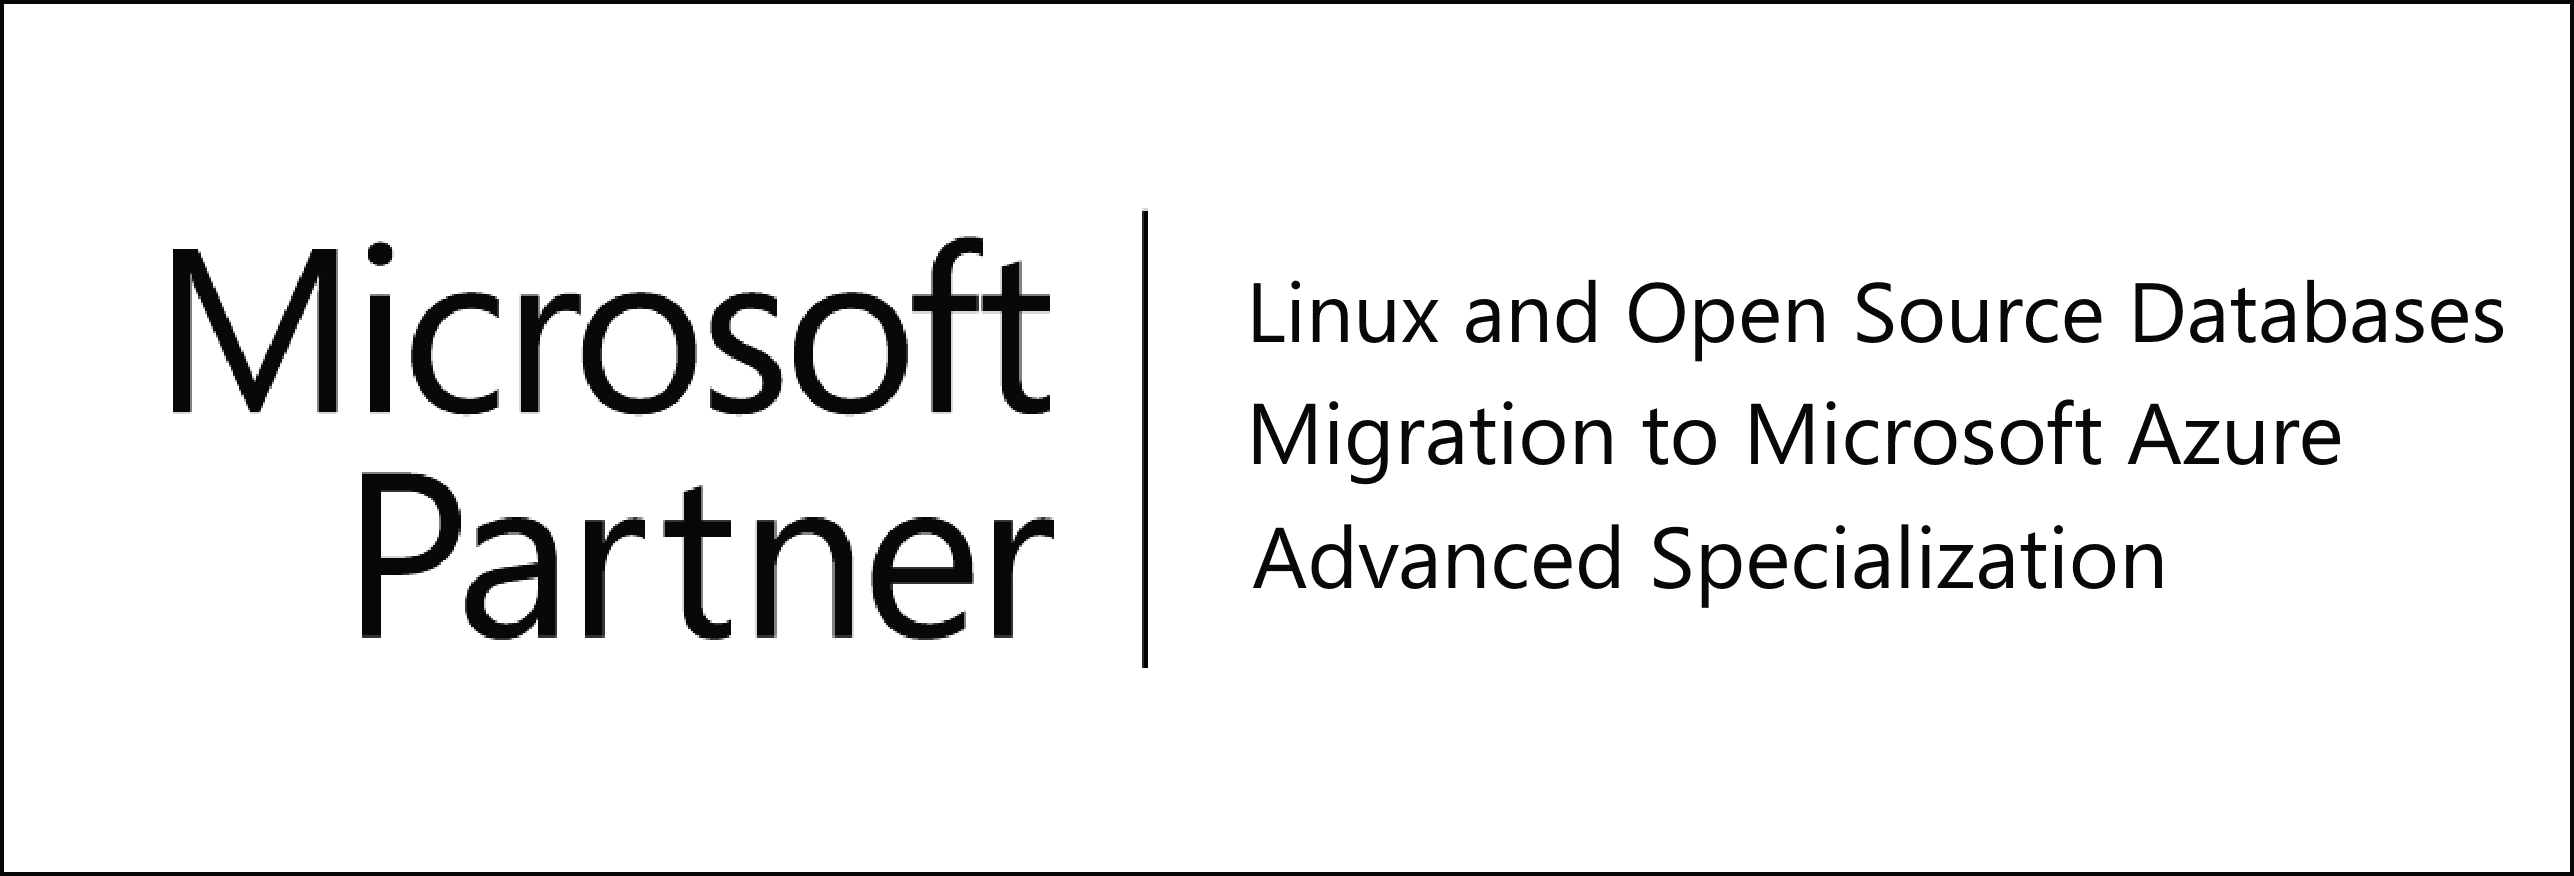 Microsoft
Partner
Linux and Open Source Databases
Migration to Microsoft Azure
Advanced Specialization